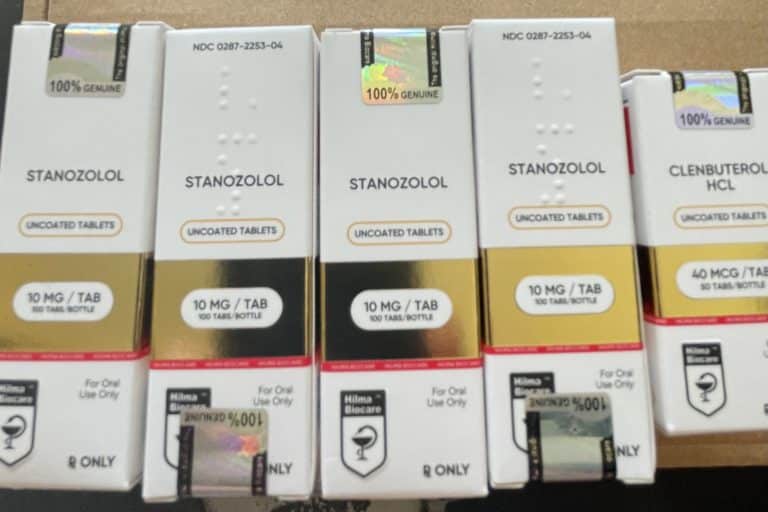 100% GENUINE
STANOZOLOL
UNCOATED TABLETS
10 MG / TAB
100 TABS/BOTTLE
For Oral
Use Only
Hilma
Biocare
℞ ONLY
NDC 0287-2253-04
STANOZOLOL
UNCOATED TABLETS
10 MG / TAB
100 TABS/BOTTLE
For Oral
Use Only
Hilma
Biocare
100% GENUINE
NLY
100% GENUINE
STANOZOLOL
UNCOATED TABLETS
10 MG / TAB
100 TABS/BOTTLE
For Oral
Use Only
Hilma
Biocare
℞ ONLY
NDC 0287-2253-04
STANOZOLOL
UNCOATED TABLETS
10 MG / TAB
100 TABS/BOTTLE
For Oral
Use Only
Hilma
Biocare
100% GENUINE
NLY
100% GENUINE
CLENBUTEROL
HCL
UNCOATED TABLETS
40 MCG / TAB
50 TABS/BOTTLE
Hilma
Biocare